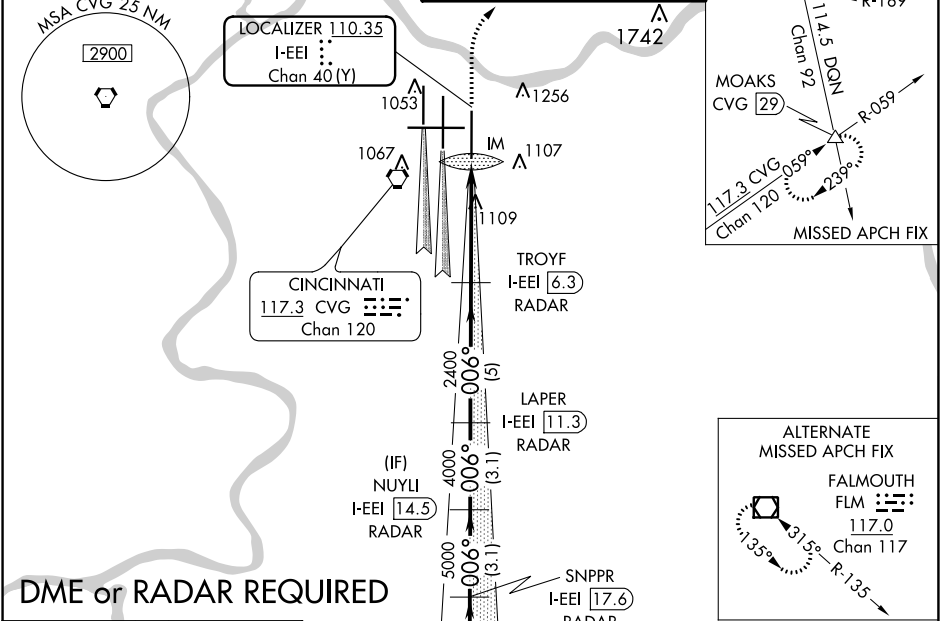 MSA CVG 25 NM
2900
LOCALIZER 110.35
I-EEI
Chan 40 (Y)
1742
R-169
114.5 DQN
Chan 92
MOAKS
CVG 29
R-059
059°
239°
117.3 CVG
Chan 120
MISSED APCH FIX
1053
1256
1067
IM
1107
1109
CINCINNATI
117.3 CVG
Chan 120
TROYF
I-EEI 6.3
RADAR
2400
006°
(5)
LAPER
I-EEI 11.3
RADAR
4000
006°
(3.1)
(IF)
NUYLI
I-EEI 14.5
RADAR
5000
006°
(3.1)
SNPPR
I-EEI 17.6
RADAR
DME or RADAR REQUIRED
ALTERNATE
MISSED APCH FIX
FALMOUTH
FLM
117.0
Chan 117
135°
315°
R-135